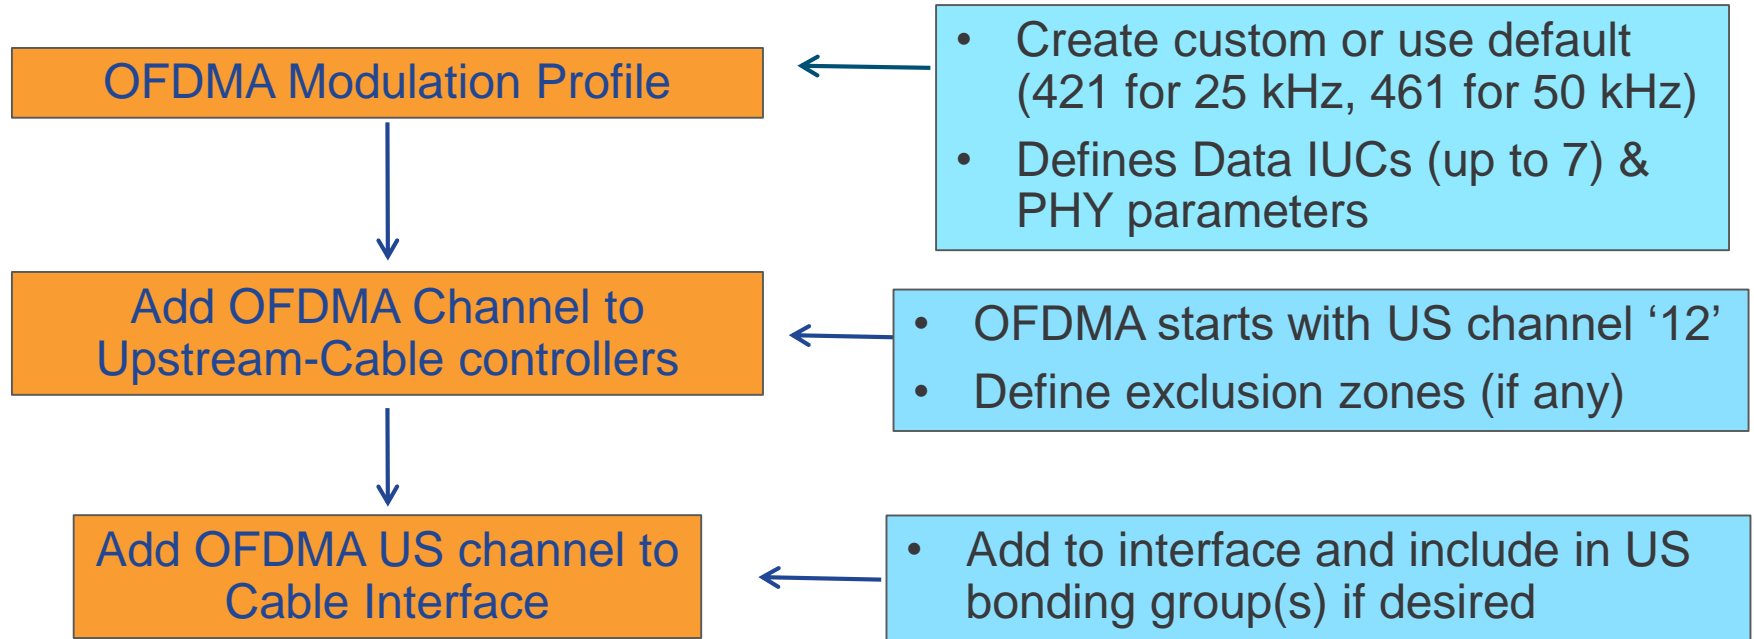 OFDMA Modulation Profile
• Create custom or use default
(421 for 25 kHz, 461 for 50 kHz)
• Defines Data IUCs (up to 7) &
PHY parameters
Add OFDMA Channel to
Upstream-Cable controllers
• OFDMA starts with US channel ‘12’
• Define exclusion zones (if any)
Add OFDMA US channel to
Cable Interface
• Add to interface and include in US
bonding group(s) if desired